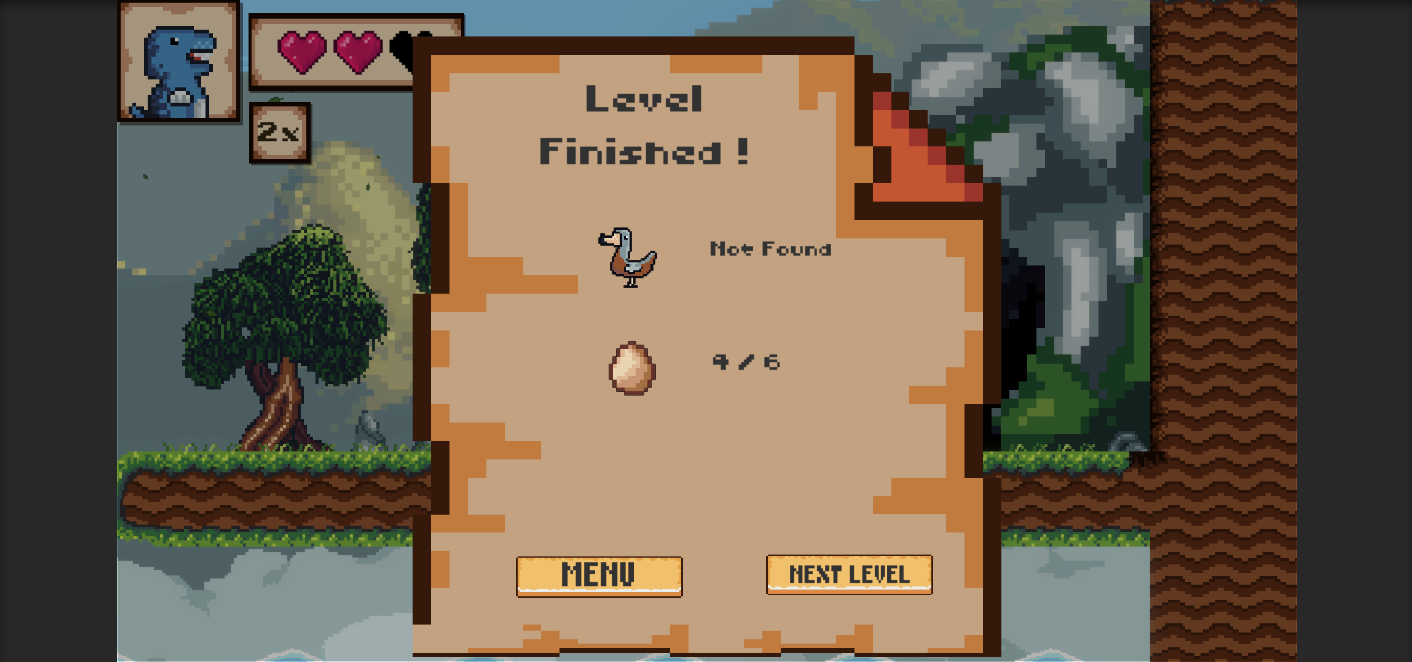 2x
Level
Finished !
Not Found
4 / 6
MENU
NEXT LEVEL